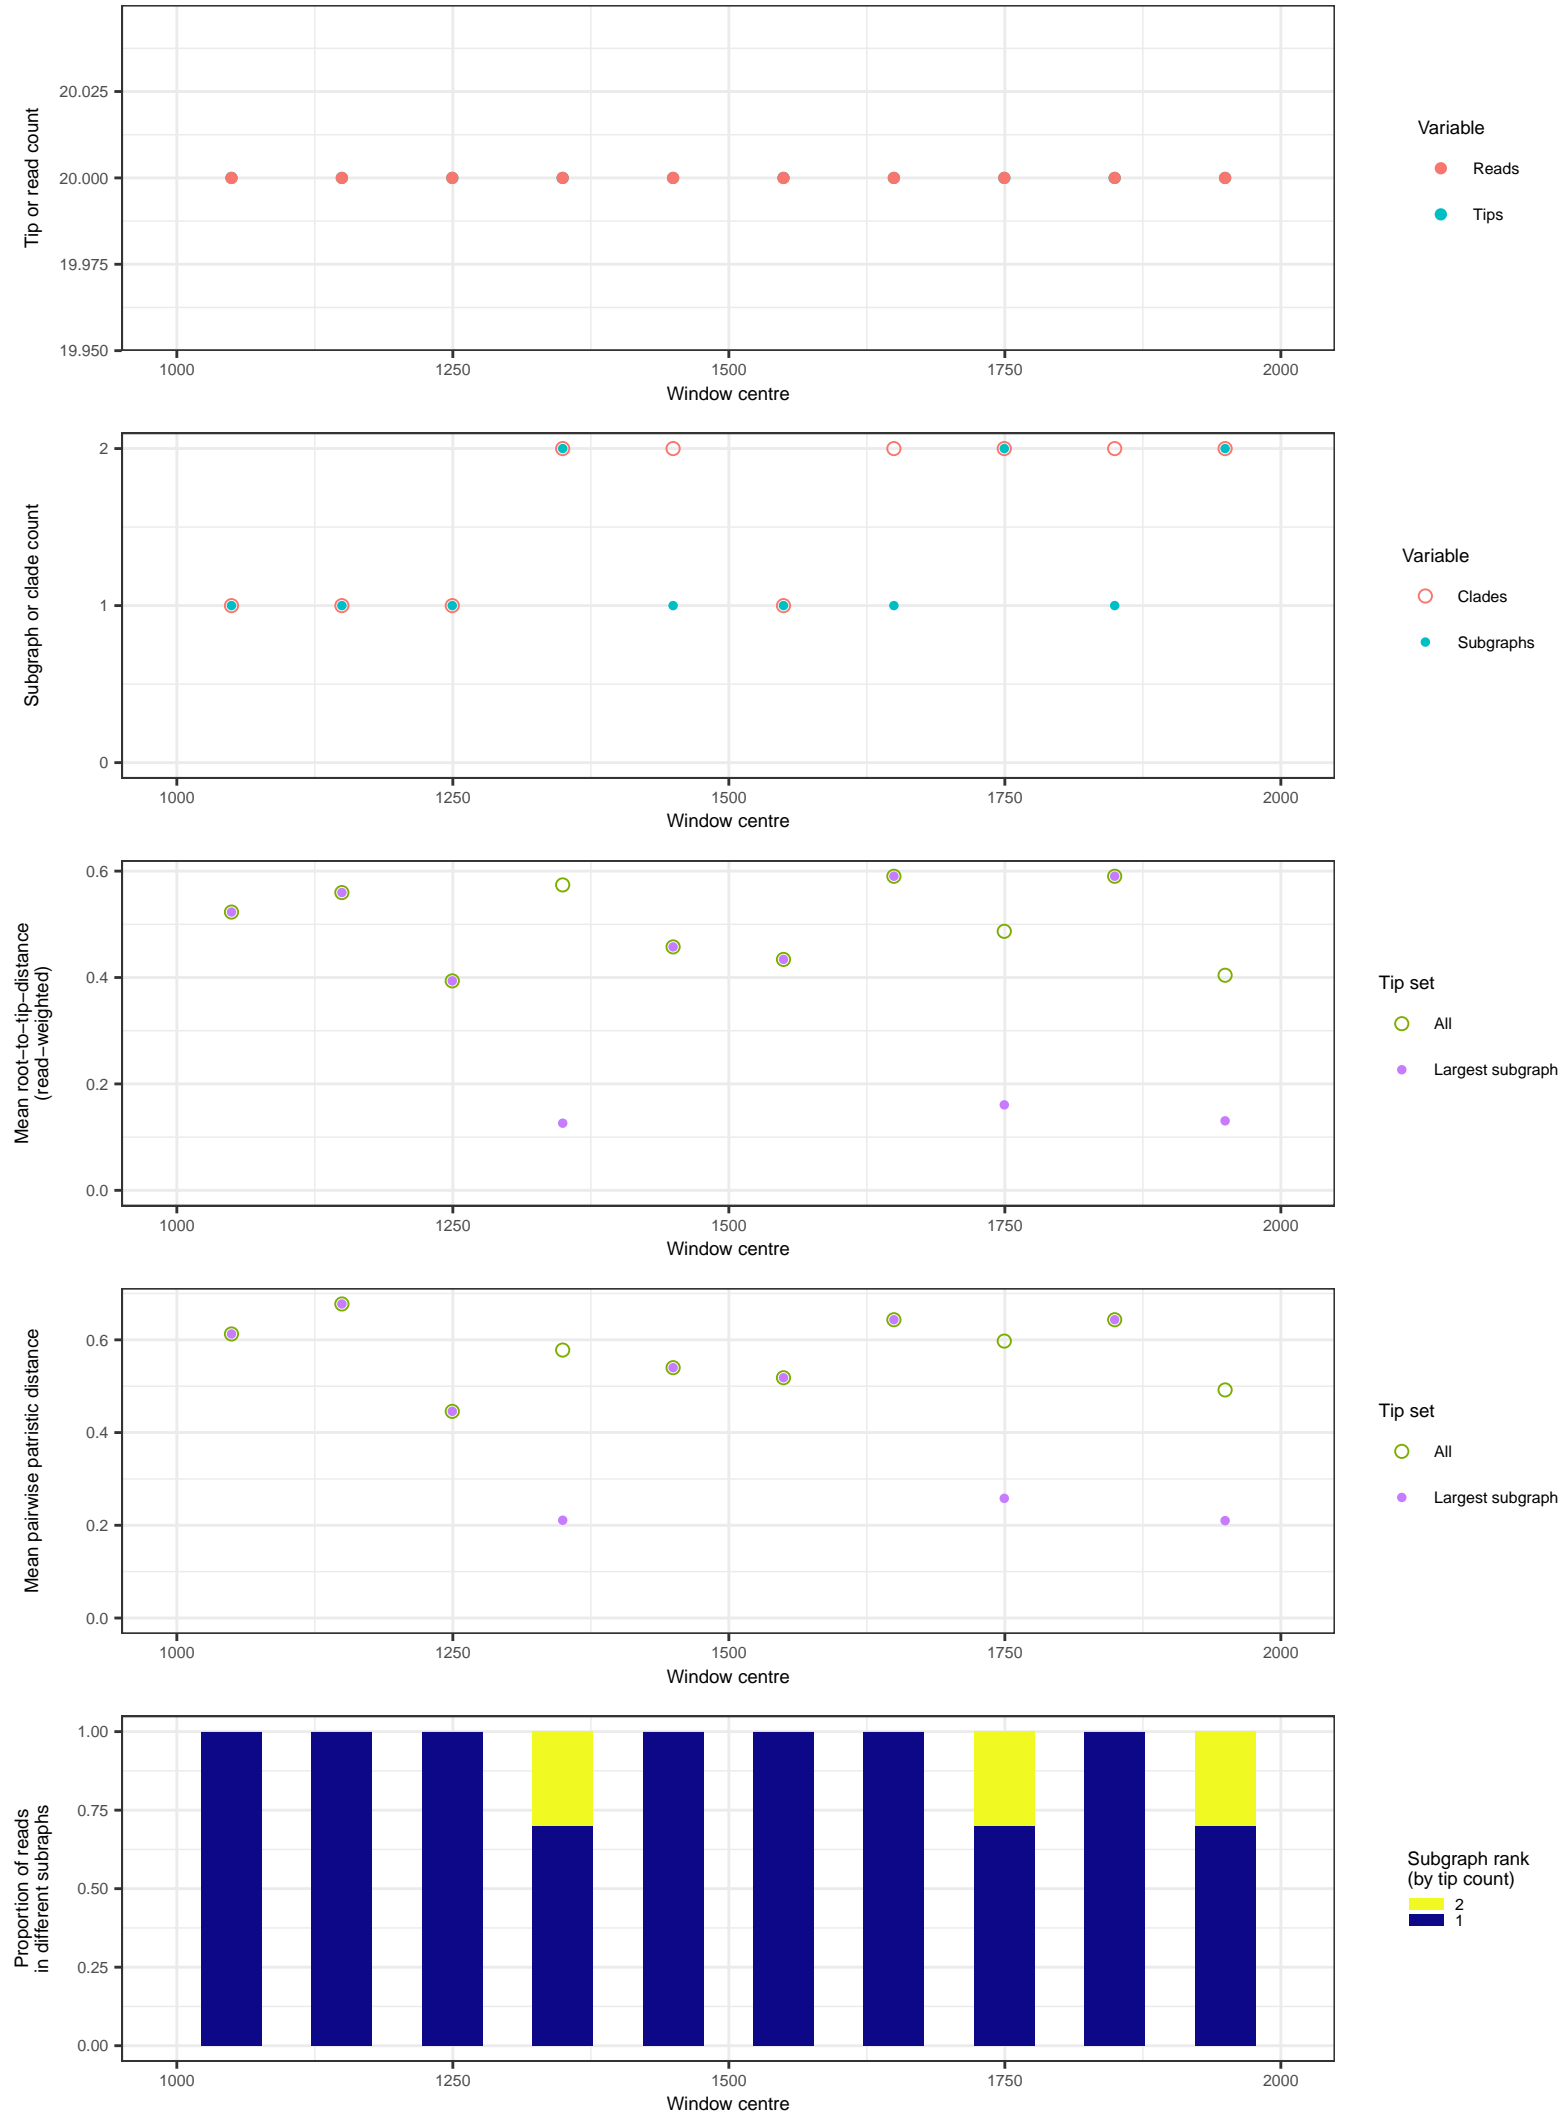 Tip or read count
20.025
20.000
19.975
19.950
1000 1250 1500 1750 2000
Window centre
Variable
Reads
Tips
Subgraph or clade count
2
1
0
1000 1250 1500 1750 2000
Window centre
Variable
Clades
Subgraphs
Mean root−to−tip−distance
(read−weighted)
0.6
0.4
0.2
0.0
1000 1250 1500 1750 2000
Window centre
Tip set
All
Largest subgraph
Mean pairwise patristic distance
0.6
0.4
0.2
0.0
1000 1250 1500 1750 2000
Window centre
Tip set
All
Largest subgraph
Proportion of reads
in different subraphs
1.00
0.75
0.50
0.25
0.00
1000 1250 1500 1750 2000
Window centre
Subgraph rank
(by tip count)
2
1